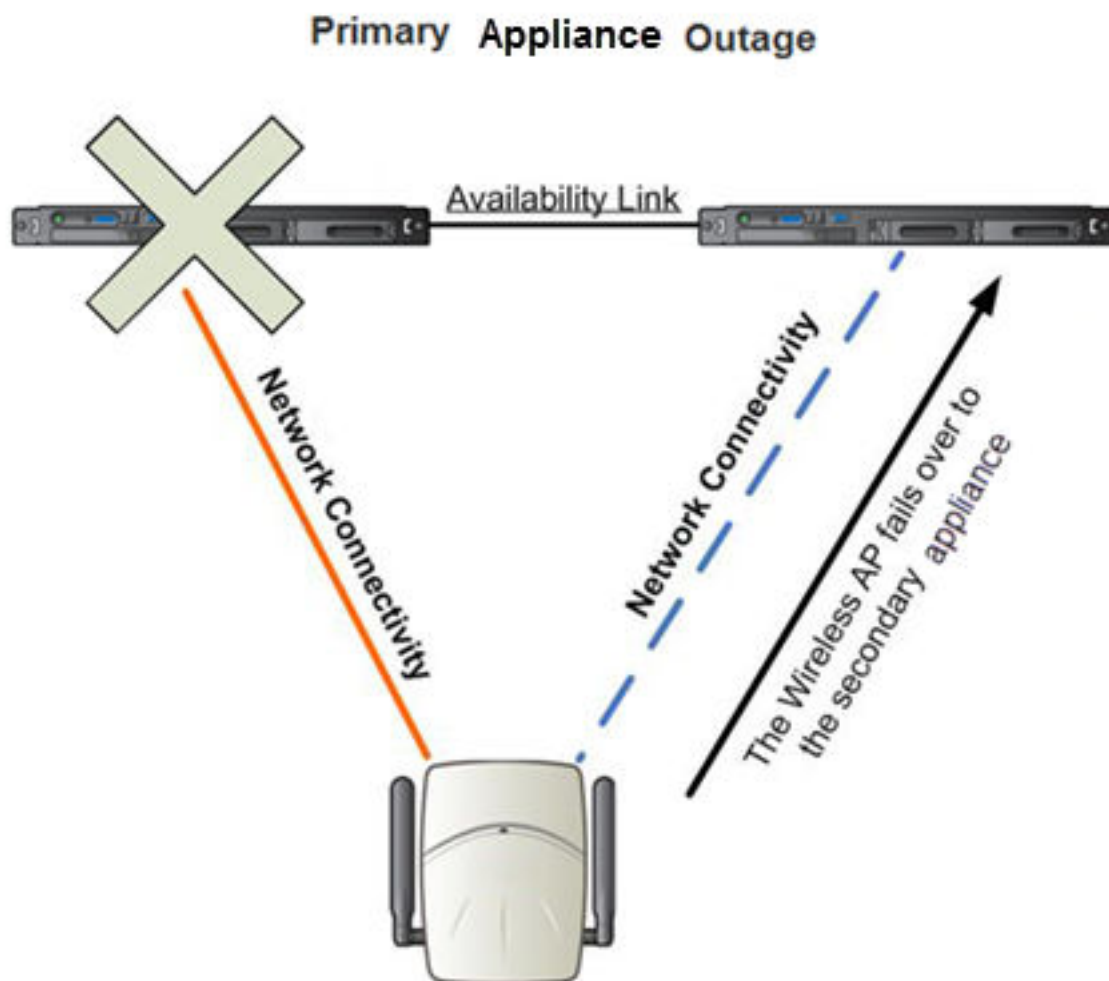 Primary Appliance Outage
Availability Link
Network Connectivity
Network Connectivity
The Wireless AP fails over to
the secondary appliance